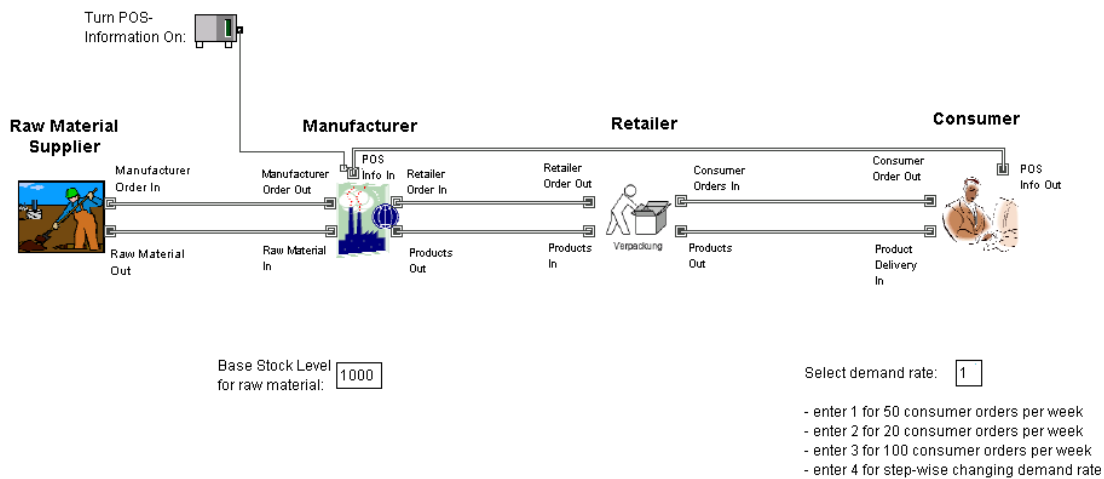 Turn POS-
Information On:
Raw Material
Supplier
Manufacturer
Retailer
Consumer
Manufacturer
Order In
Manufacturer
Order Out
POS
Info In
Retailer
Order In
Retailer
Order Out
Consumer
Orders In
Consumer
Order Out
POS
Info Out
Raw Material
Out
Raw Material
In
Products
Out
Products
In
Verpackung
Products
Out
Product
Delivery
In
Base Stock Level
for raw material:
1000
Select demand rate:
1
- enter 1 for 50 consumer orders per week
- enter 2 for 20 consumer orders per week
- enter 3 for 100 consumer orders per week
- enter 4 for step-wise changing demand rate